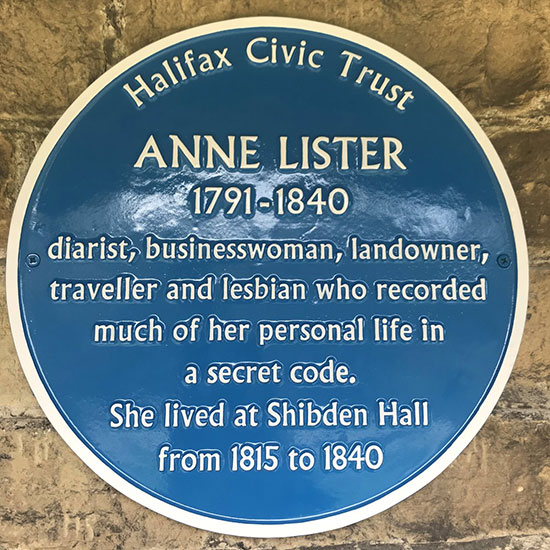 Halifax Civic Trust
ANNE LISTER
1791-1840
diarist, businesswoman, landowner,
traveller and lesbian who recorded
much of her personal life in
a secret code.
She lived at Shibden Hall
from 1815 to 1840